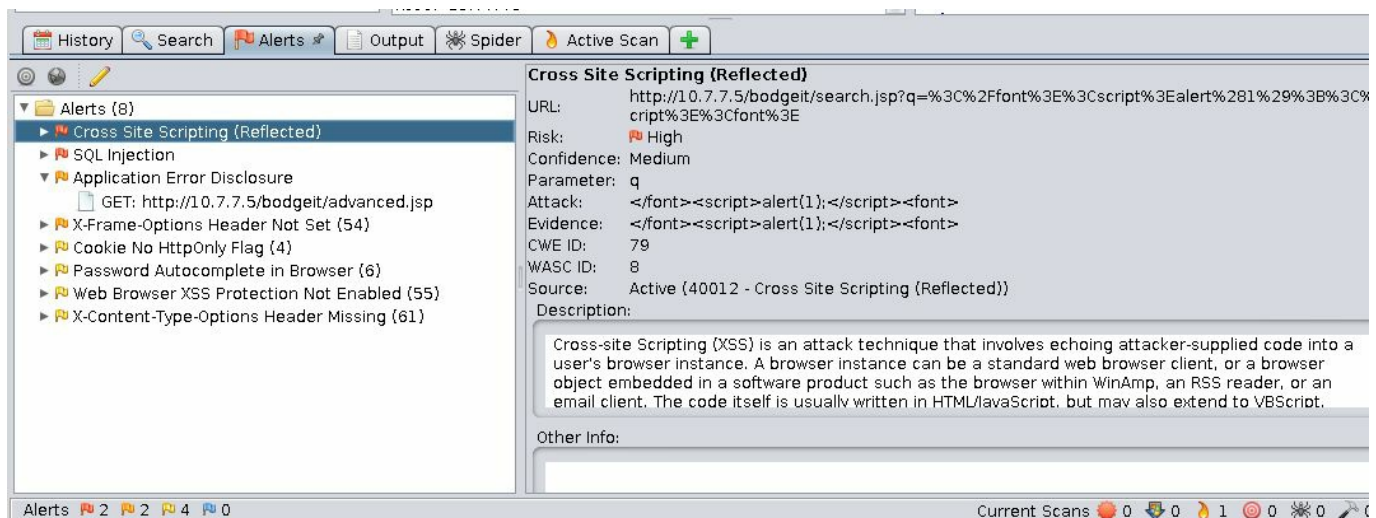 History Search Alerts Output Spider Active Scan
Alerts (8)
Cross Site Scripting (Reflected)
SQL Injection
Application Error Disclosure
GET: http://10.7.7.5/bodgeit/advanced.jsp
X-Frame-Options Header Not Set (54)
Cookie No HttpOnly Flag (4)
Password Autocomplete in Browser (6)
Web Browser XSS Protection Not Enabled (55)
X-Content-Type-Options Header Missing (61)
Cross Site Scripting (Reflected)
URL: http://10.7.7.5/bodgeit/search.jsp?q=%3C%2Ffont%3E%3Cscript%3Ealert%281%29%3B%3C%
cript%3E%3Cfont%3E
Risk: High
Confidence: Medium
Parameter: q
Attack: </font><script>alert(1);</script><font>
Evidence: </font><script>alert(1);</script><font>
CWE ID: 79
WASC ID: 8
Source: Active (40012 - Cross Site Scripting (Reflected))
Description:
Cross-site Scripting (XSS) is an attack technique that involves echoing attacker-supplied code into a
user's browser instance. A browser instance can be a standard web browser client, or a browser
object embedded in a software product such as the browser within WinAmp, an RSS reader, or an
email client. The code itself is usually written in HTML/JavaScript, but may also extend to VBScript,
Other Info:
Alerts 2 2 4 0 Current Scans 0 0 1 0 0